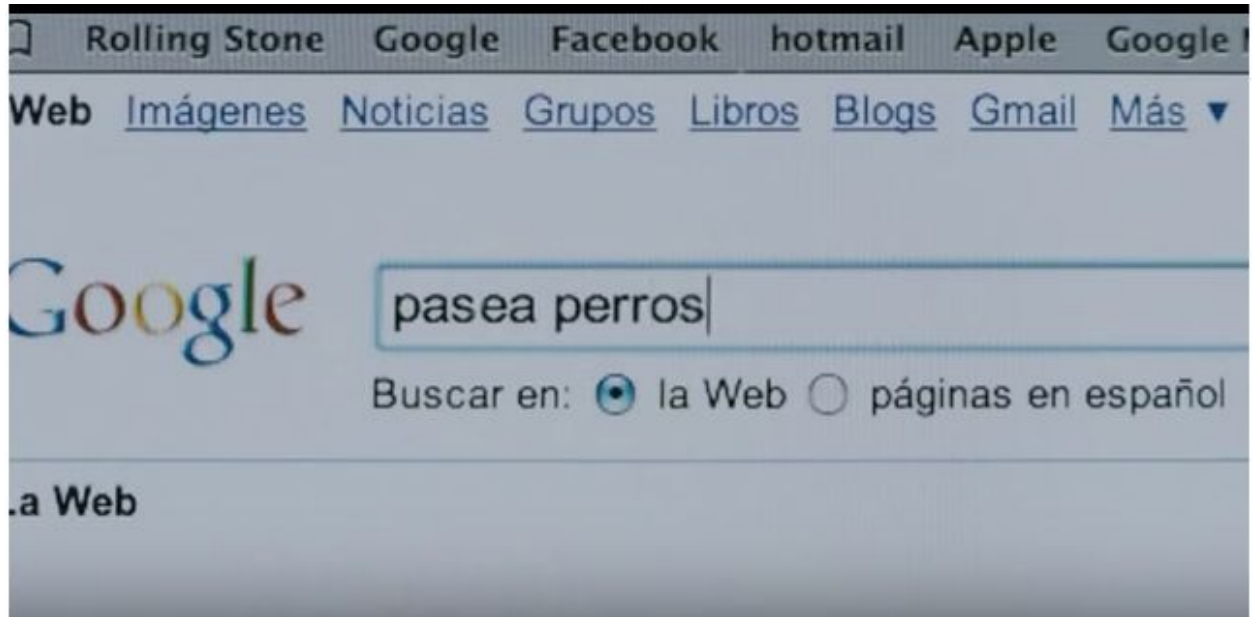 Rolling Stone Google Facebook hotmail Apple Google
Web Imágenes Noticias Grupos Libros Blogs Gmail Más ▼
Google pasea perros
Buscar en: la Web páginas en español
a Web